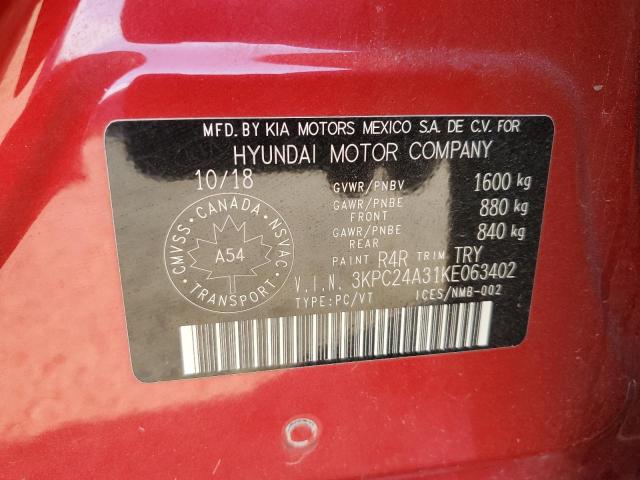 MFD. BY KIA MOTORS MEXICO S.A. DE C.V. FOR
HYUNDAI MOTOR COMPANY
10/18
GVWR/PNBV 1600 kg
GAWR/PNBE FRONT 880 kg
GAWR/PNBE REAR 840 kg
PAINT R4R TRIM TRY
V.I.N. 3KPC24A31KE063402
TYPE:PC/VT ICES/NMB-002
CMVSS · CANADA · NSVAC
A54
TRANSPORT